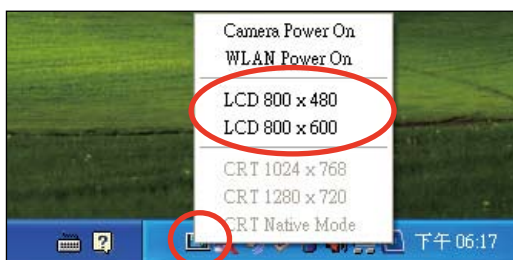 Camera Power On
WLAN Power On
LCD 800 x 480
LCD 800 x 600
CRT 1024 x 768
CRT 1280 x 720
CRT Native Mode
下午 06:17